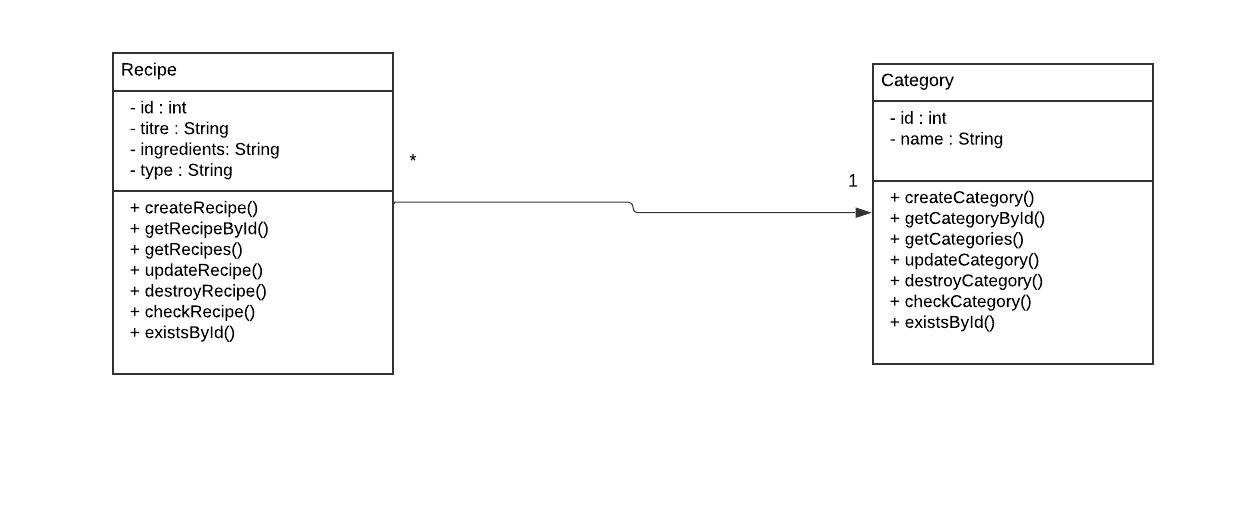 Recipe
- id : int
- titre : String
- ingredients: String
- type : String
+ createRecipe()
+ getRecipeById()
+ getRecipes()
+ updateRecipe()
+ destroyRecipe()
+ checkRecipe()
+ existsById()
*
1
Category
- id : int
- name : String
+ createCategory()
+ getCategoryById()
+ getCategories()
+ updateCategory()
+ destroyCategory()
+ checkCategory()
+ existsById()